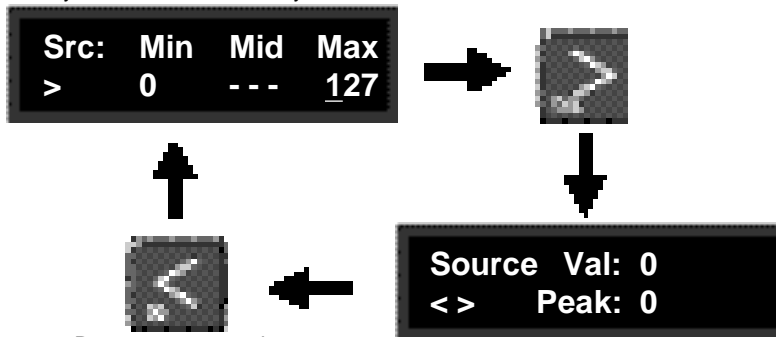 Src: Min Mid Max
> 0 - - - 127
>
Source Val: 0
< > Peak: 0
<